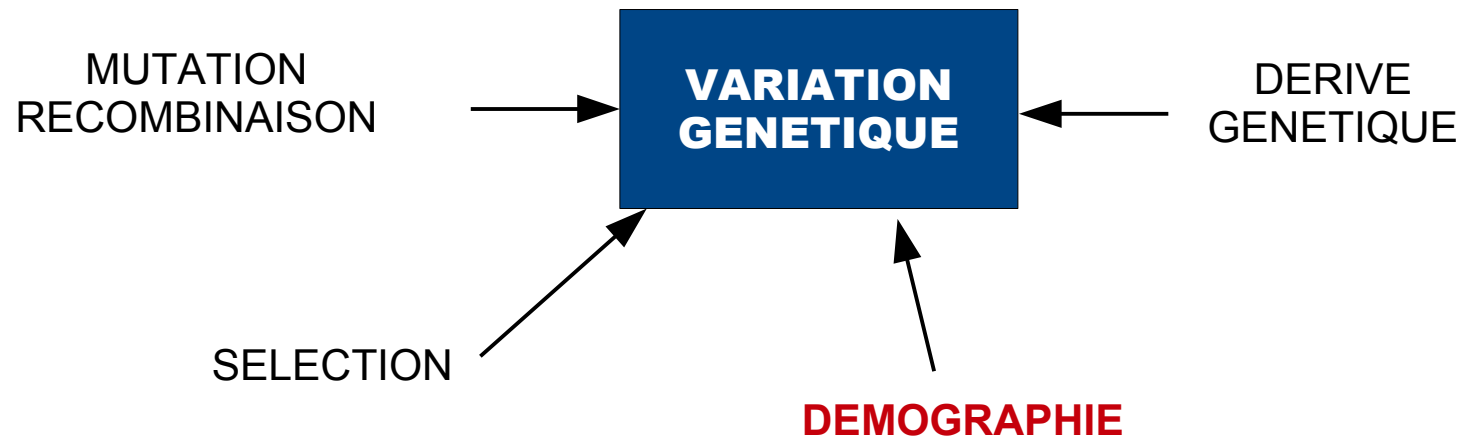 MUTATION
RECOMBINAISON
VARIATION
GENETIQUE
DERIVE
GENETIQUE
SELECTION
DEMOGRAPHIE